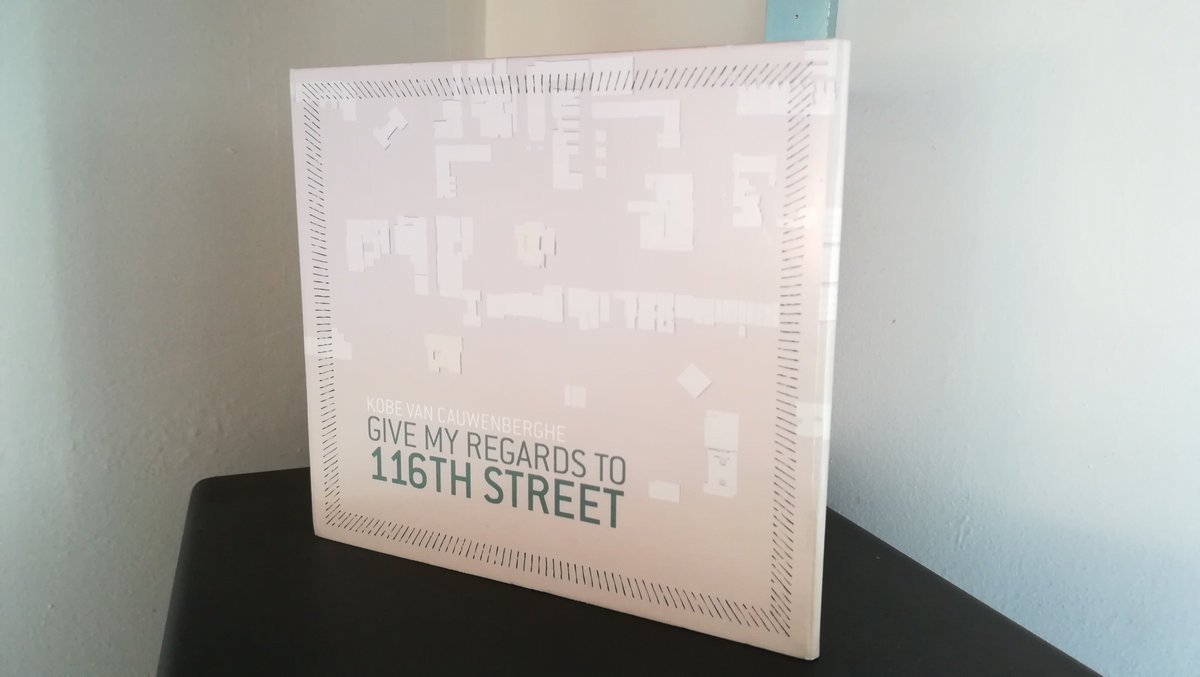 KOBE VAN CAUWENBERGHE
GIVE MY REGARDS TO
116TH STREET